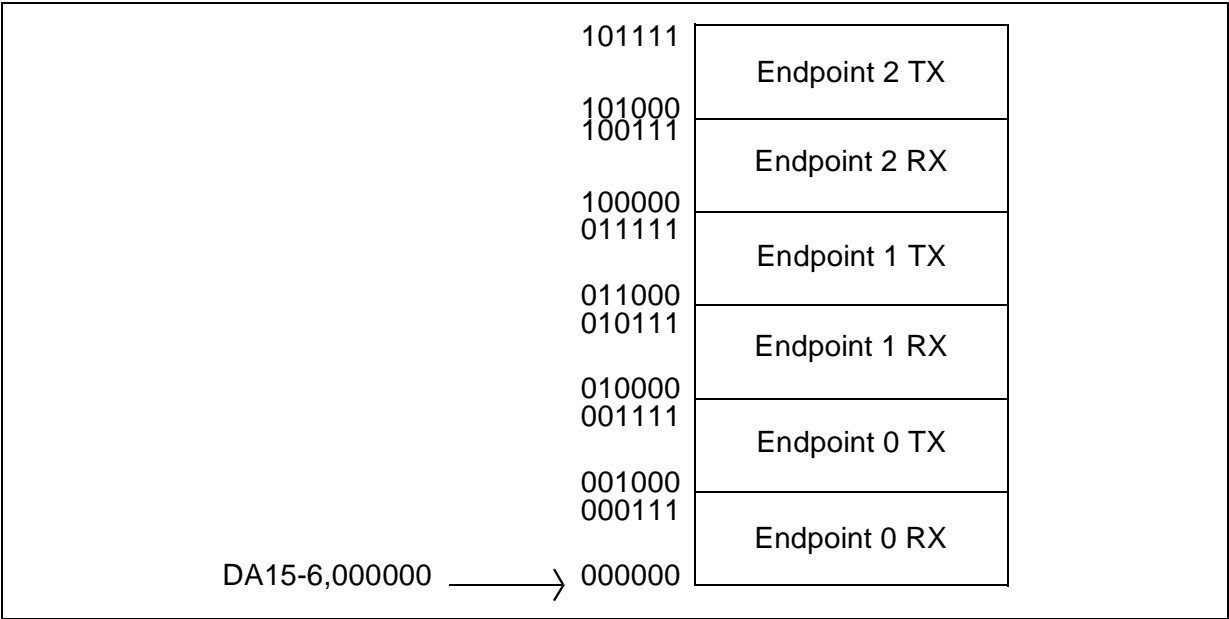 101111
Endpoint 2 TX
101000
100111
Endpoint 2 RX
100000
011111
Endpoint 1 TX
011000
010111
Endpoint 1 RX
010000
001111
Endpoint 0 TX
001000
000111
Endpoint 0 RX
DA15-6,000000 000000